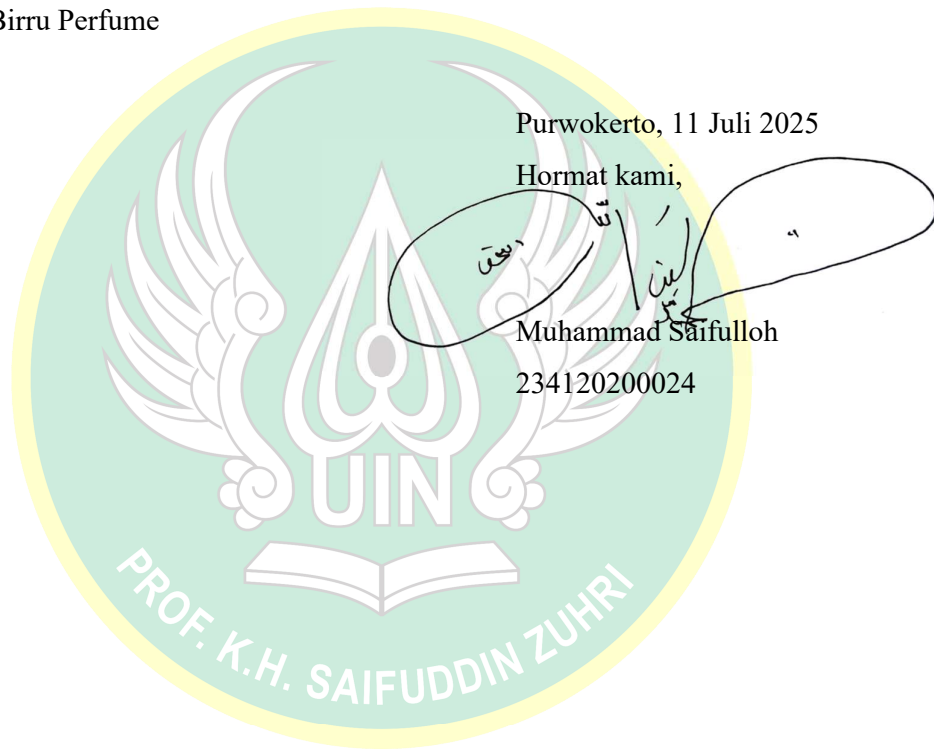 Birru Perfume
Purwokerto, 11 Juli 2025
Hormat kami,
Muhammad Saifulloh
234120200024
UIN
PROF. K.H. SAIFUDDIN ZUHRI